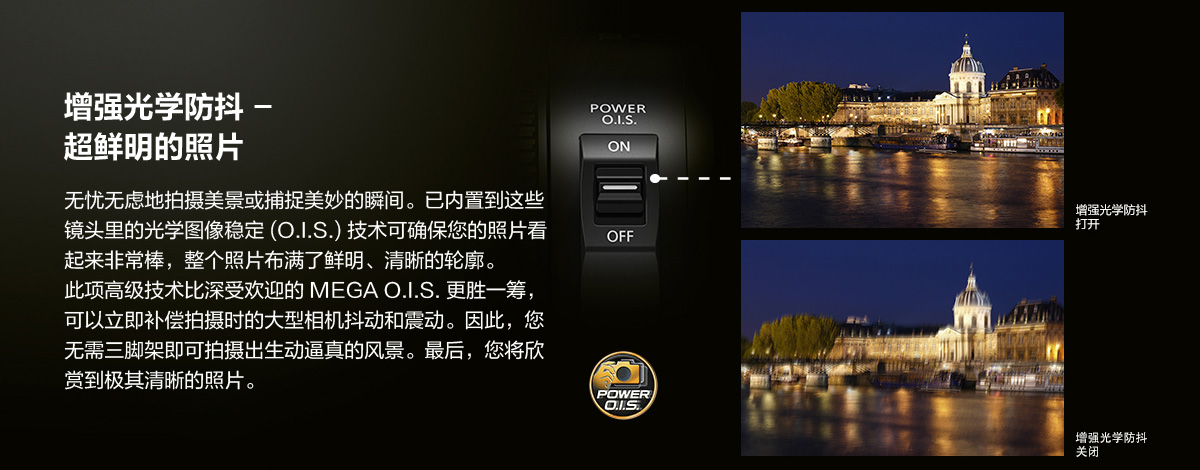 增强光学防抖 –
超鲜明的照片
无忧无虑地拍摄美景或捕捉美妙的瞬间。已内置到这些
镜头里的光学图像稳定 (O.I.S.) 技术可确保您的照片看
起来非常棒，整个照片布满了鲜明、清晰的轮廓。
此项高级技术比深受欢迎的 MEGA O.I.S. 更胜一筹，
可以立即补偿拍摄时的大型相机抖动和震动。因此，您
无需三脚架即可拍摄出生动逼真的风景。最后，您将欣
赏到极其清晰的照片。
POWER
O.I.S.
ON
OFF
POWER
O.I.S.
增强光学防抖
打开
增强光学防抖
关闭